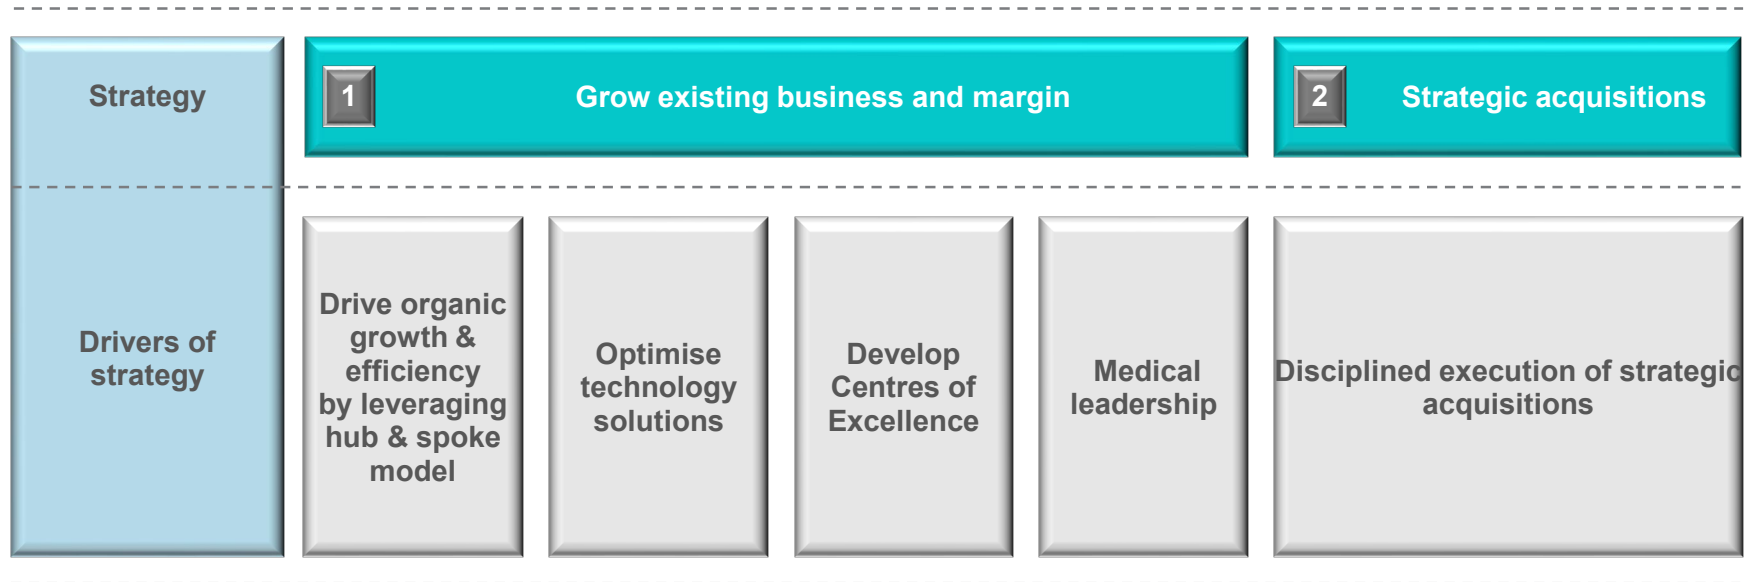 Strategy
1
Grow existing business and margin
2
Strategic acquisitions
Drivers of
strategy
Drive organic
growth &
efficiency
by leveraging
hub & spoke
model
Optimise
technology
solutions
Develop
Centres of
Excellence
Medical
leadership
Disciplined execution of strategic
acquisitions